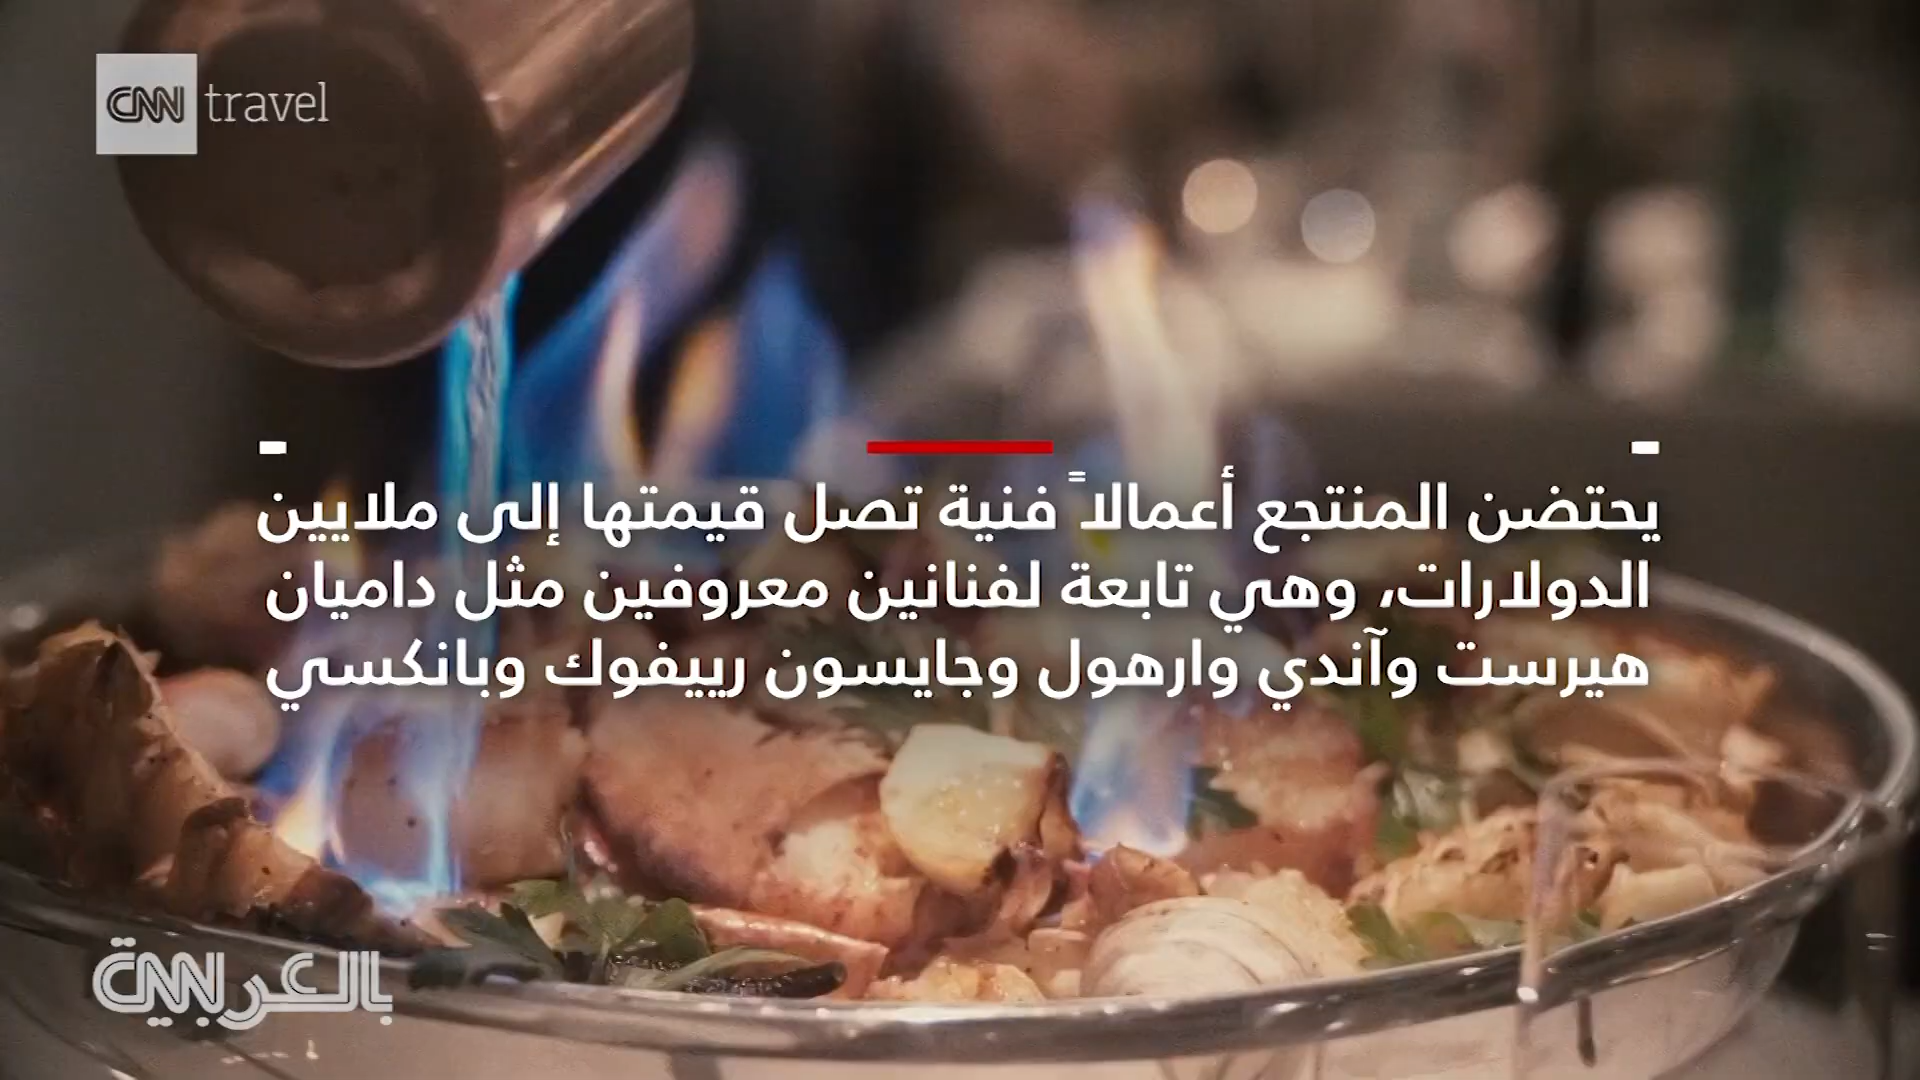 CNN travel
يحتضن المنتجع أعمالاً فنية تصل قيمتها إلى ملايين
الدولارات، وهي تابعة لفنانين معروفين مثل داميان
هيرست وآندي وارهول وجايسون رييفوك وبانكسي
CNN بالعربية